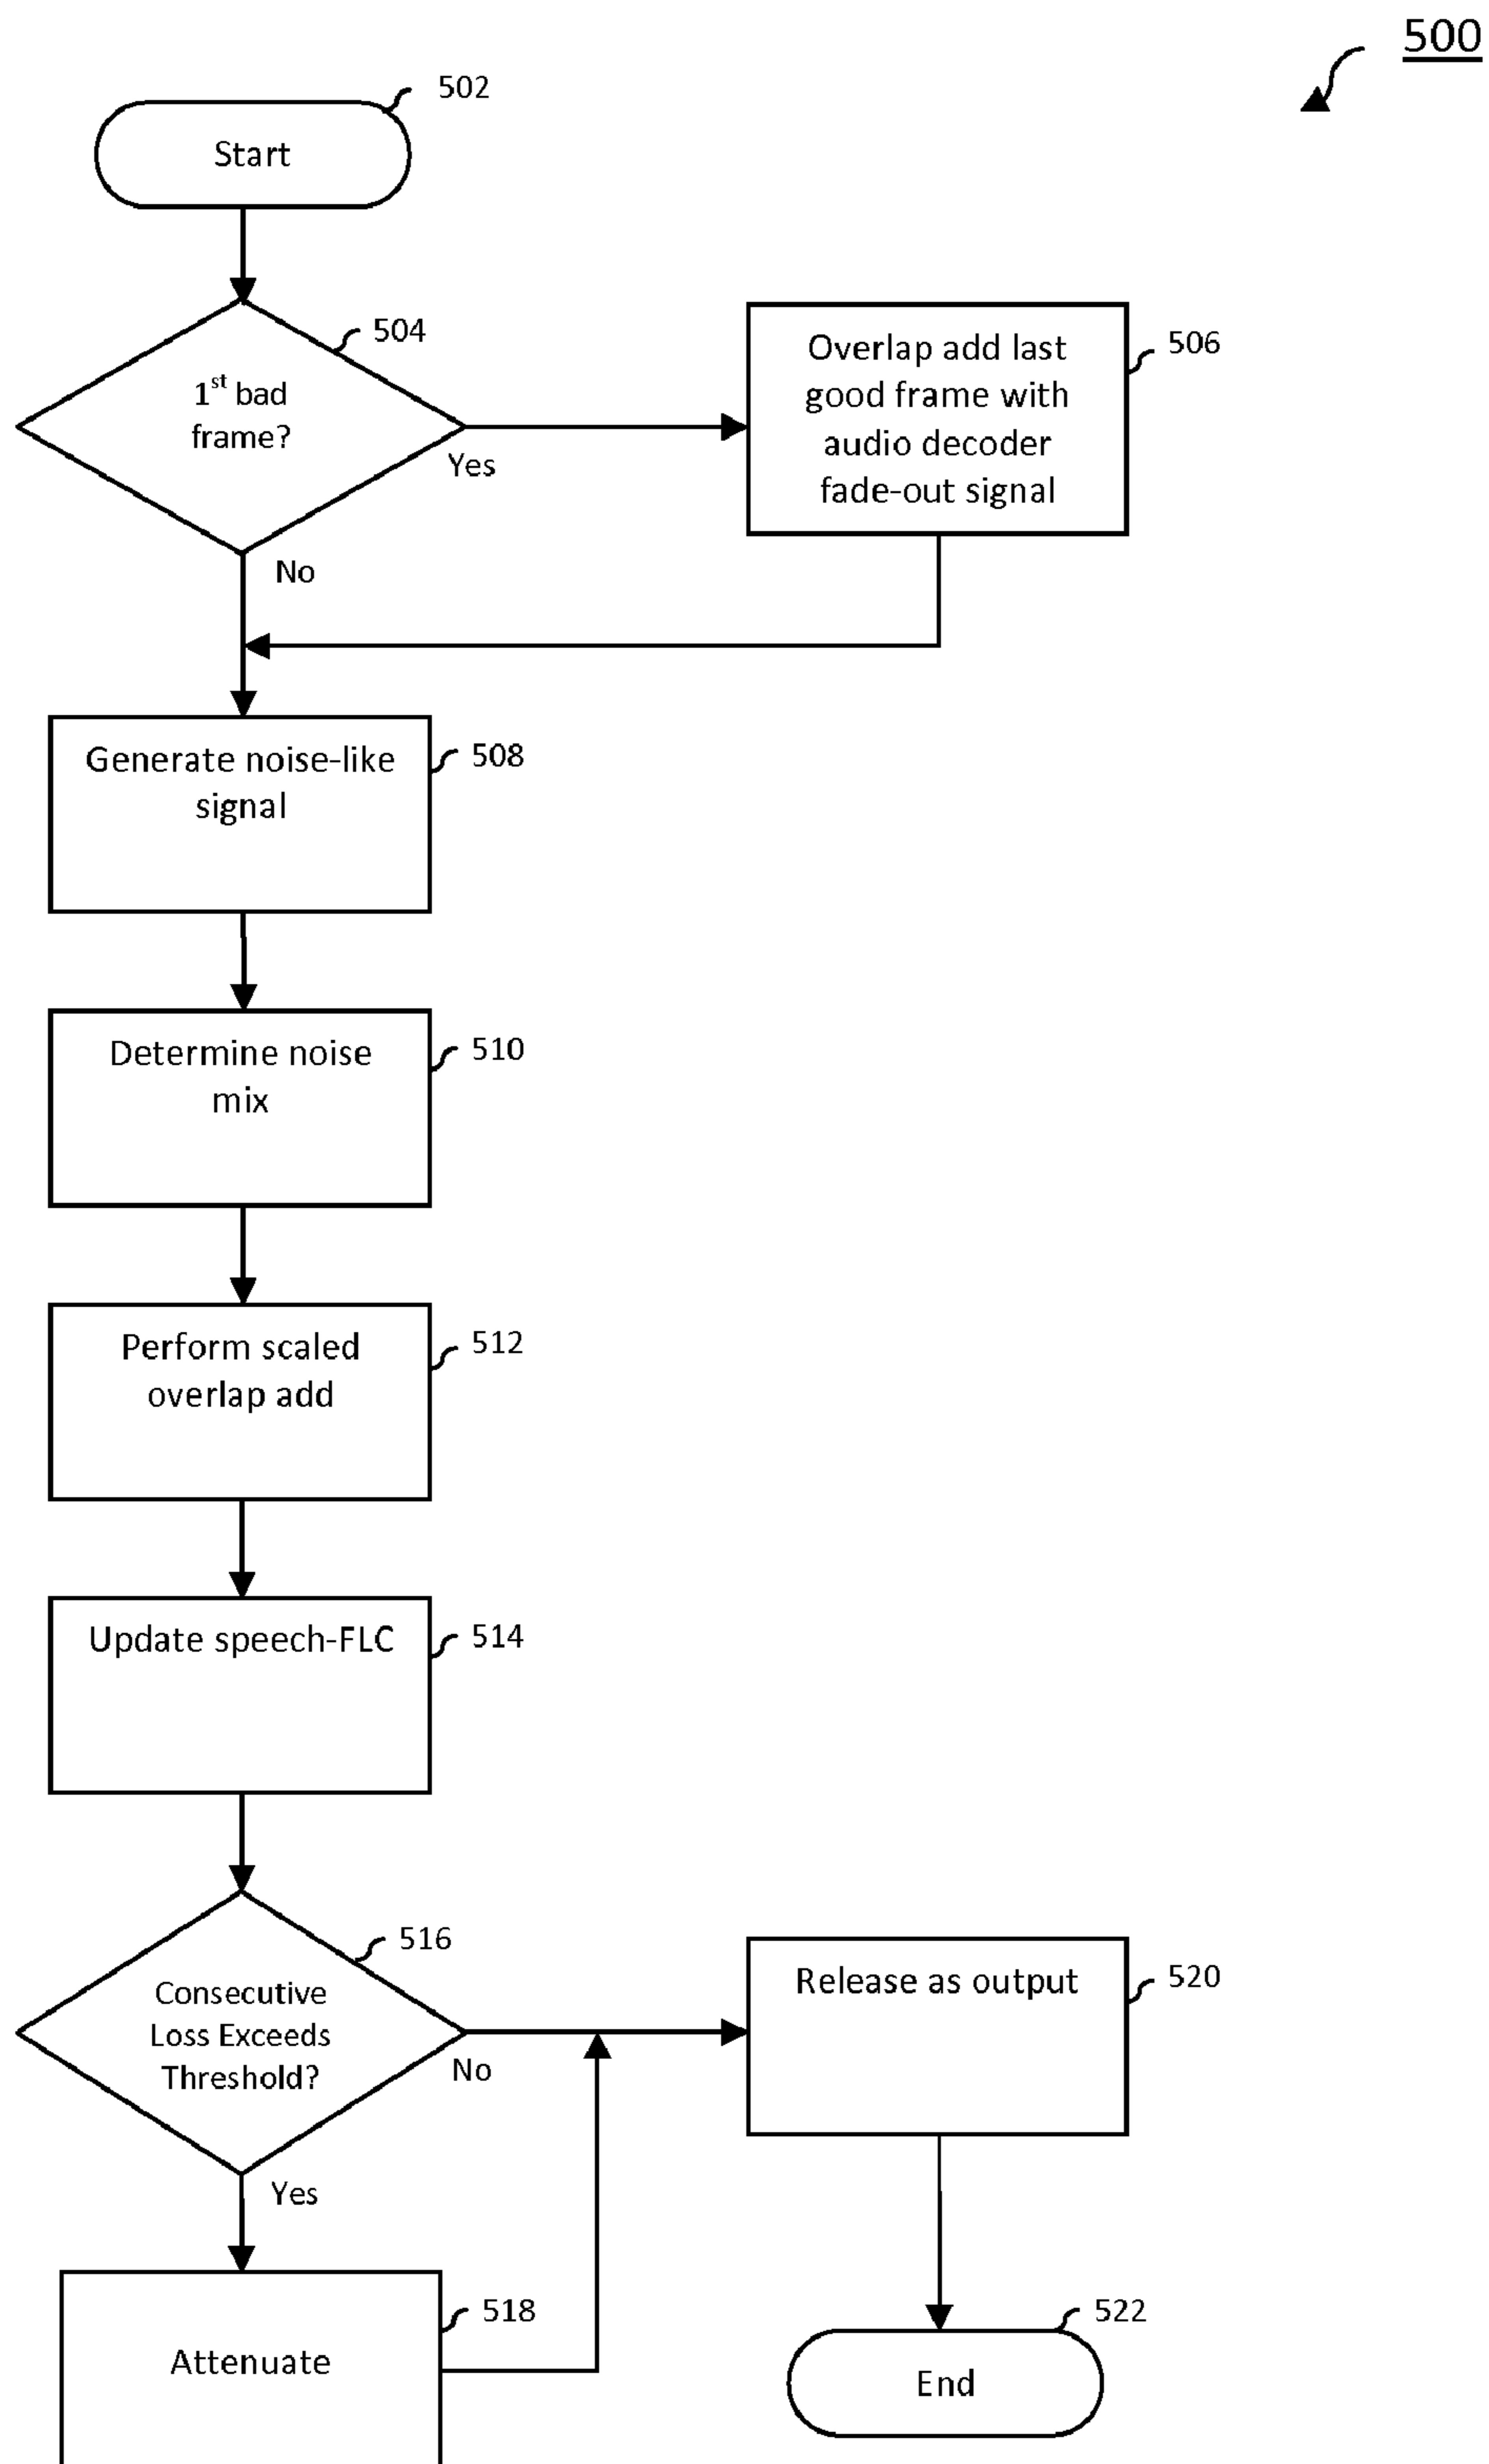 500
502
Start
504
1st bad
frame?
Yes
No
Overlap add last
good frame with
audio decoder
fade-out signal
506
Generate noise-like
signal
508
Determine noise
mix
510
Perform scaled
overlap add
512
Update speech-FLC
514
516
Consecutive
Loss Exceeds
Threshold?
No
Yes
Release as output
520
Attenuate
518
522
End